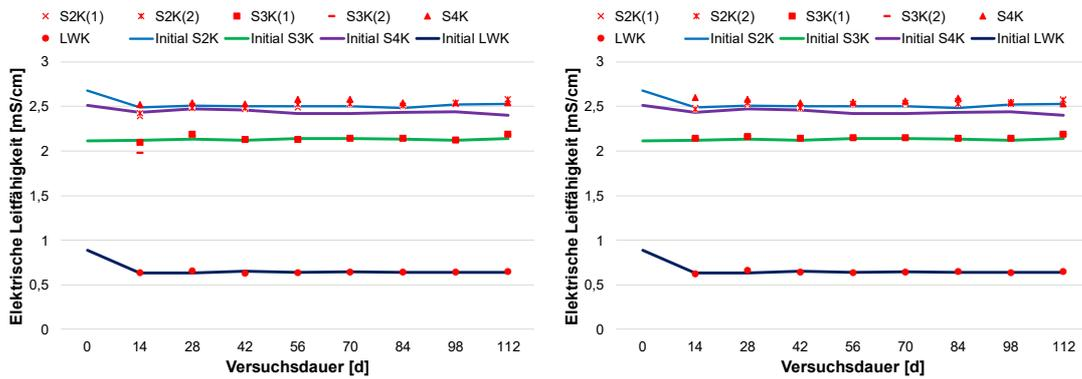 S2K(1) S2K(2) S3K(1) S3K(2) S4K
LWK Initial S2K Initial S3K Initial S4K Initial LWK
Elektrische Leitfähigkeit [mS/cm]
3
2,5
2
1,5
1
0,5
0
0 14 28 42 56 70 84 98 112
Versuchsdauer [d]
S2K(1) S2K(2) S3K(1) S3K(2) S4K
LWK Initial S2K Initial S3K Initial S4K Initial LWK
Elektrische Leitfähigkeit [mS/cm]
3
2,5
2
1,5
1
0,5
0
0 14 28 42 56 70 84 98 112
Versuchsdauer [d]